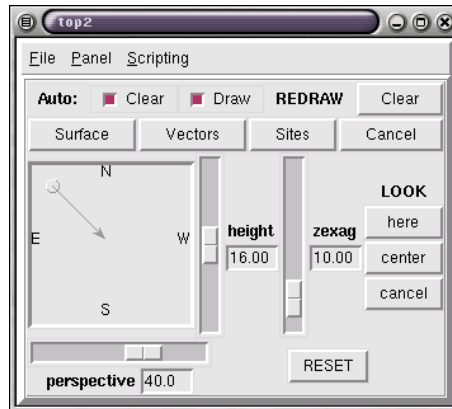 top2
File Panel Scripting
Auto: Clear Draw REDRAW Clear
Surface Vectors Sites Cancel
N
E W
S
height
16.00
zexag
10.00
LOOK
here
center
cancel
perspective 40.0
RESET